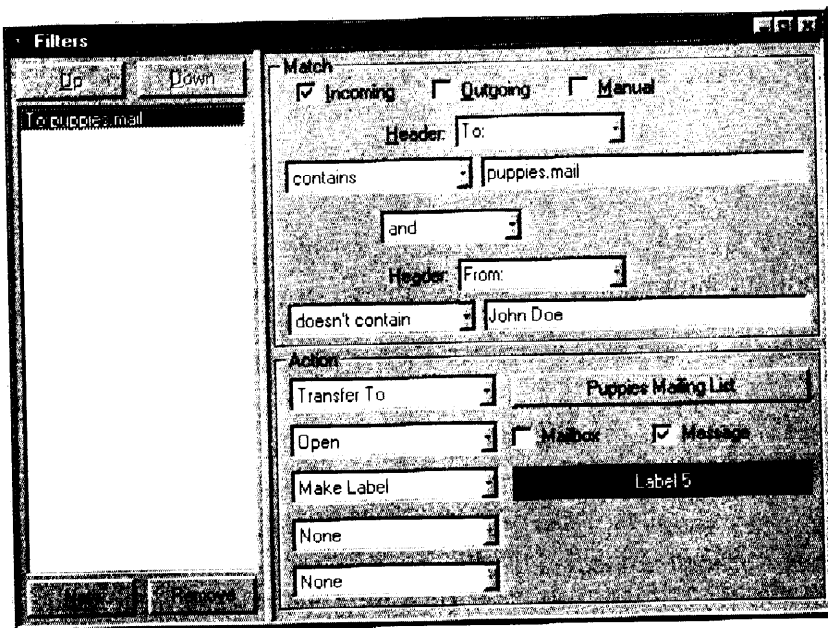 Filters
Up Down
To:puppies.mail
Remove
Match
Incoming Outgoing Manual
Header: To:
contains puppies.mail
and
Header: From:
doesn't contain John Doe
Action
Transfer To Puppies Mailing List
Open Mailbox Message
Make Label Label 5
None
None